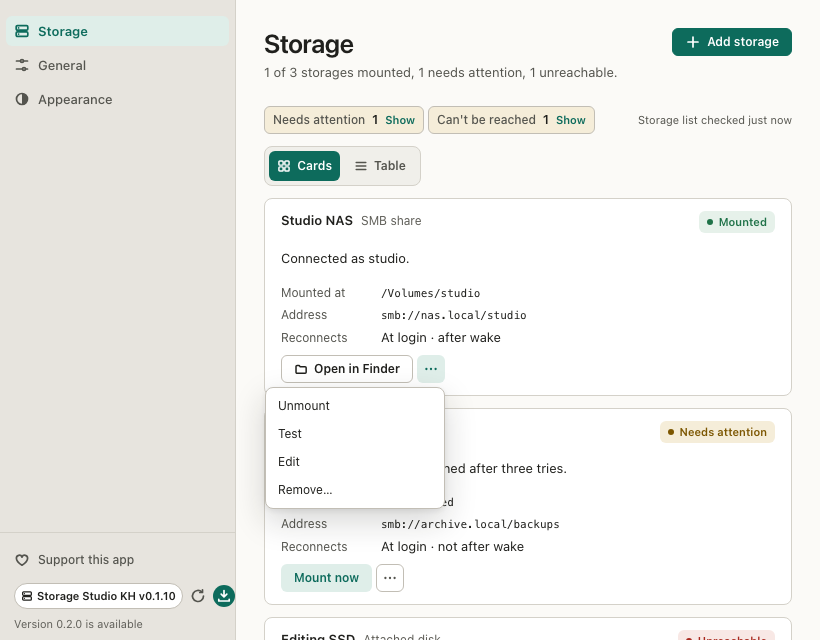 Storage
General
Appearance
Storage
Add storage
1 of 3 storages mounted, 1 needs attention, 1 unreachable.
Needs attention 1 Show
Can't be reached 1 Show
Storage list checked just now
Cards
Table
Studio NAS SMB share
Mounted
Connected as studio.
Mounted at /Volumes/studio
Address smb://nas.local/studio
Reconnects At login · after wake
Open in Finder
Unmount
Test
Edit
Remove...
Needs attention
after three tries.
Address smb://archive.local/backups
Reconnects At login · not after wake
Mount now
Editing SSD Attached disk
Unreachable
Support this app
Storage Studio KH v0.1.10
Version 0.2.0 is available